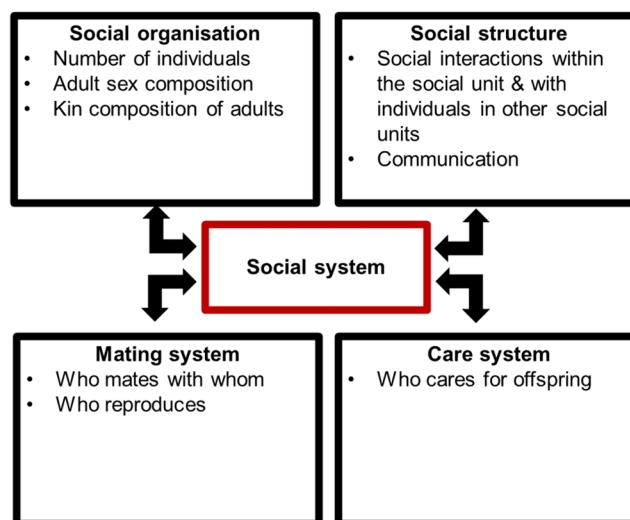 Social organisation
• Number of individuals
• Adult sex composition
• Kin composition of adults
Social structure
• Social interactions within
the social unit & with
individuals in other social
units
• Communication
Social system
Mating system
• Who mates with whom
• Who reproduces
Care system
• Who cares for offspring